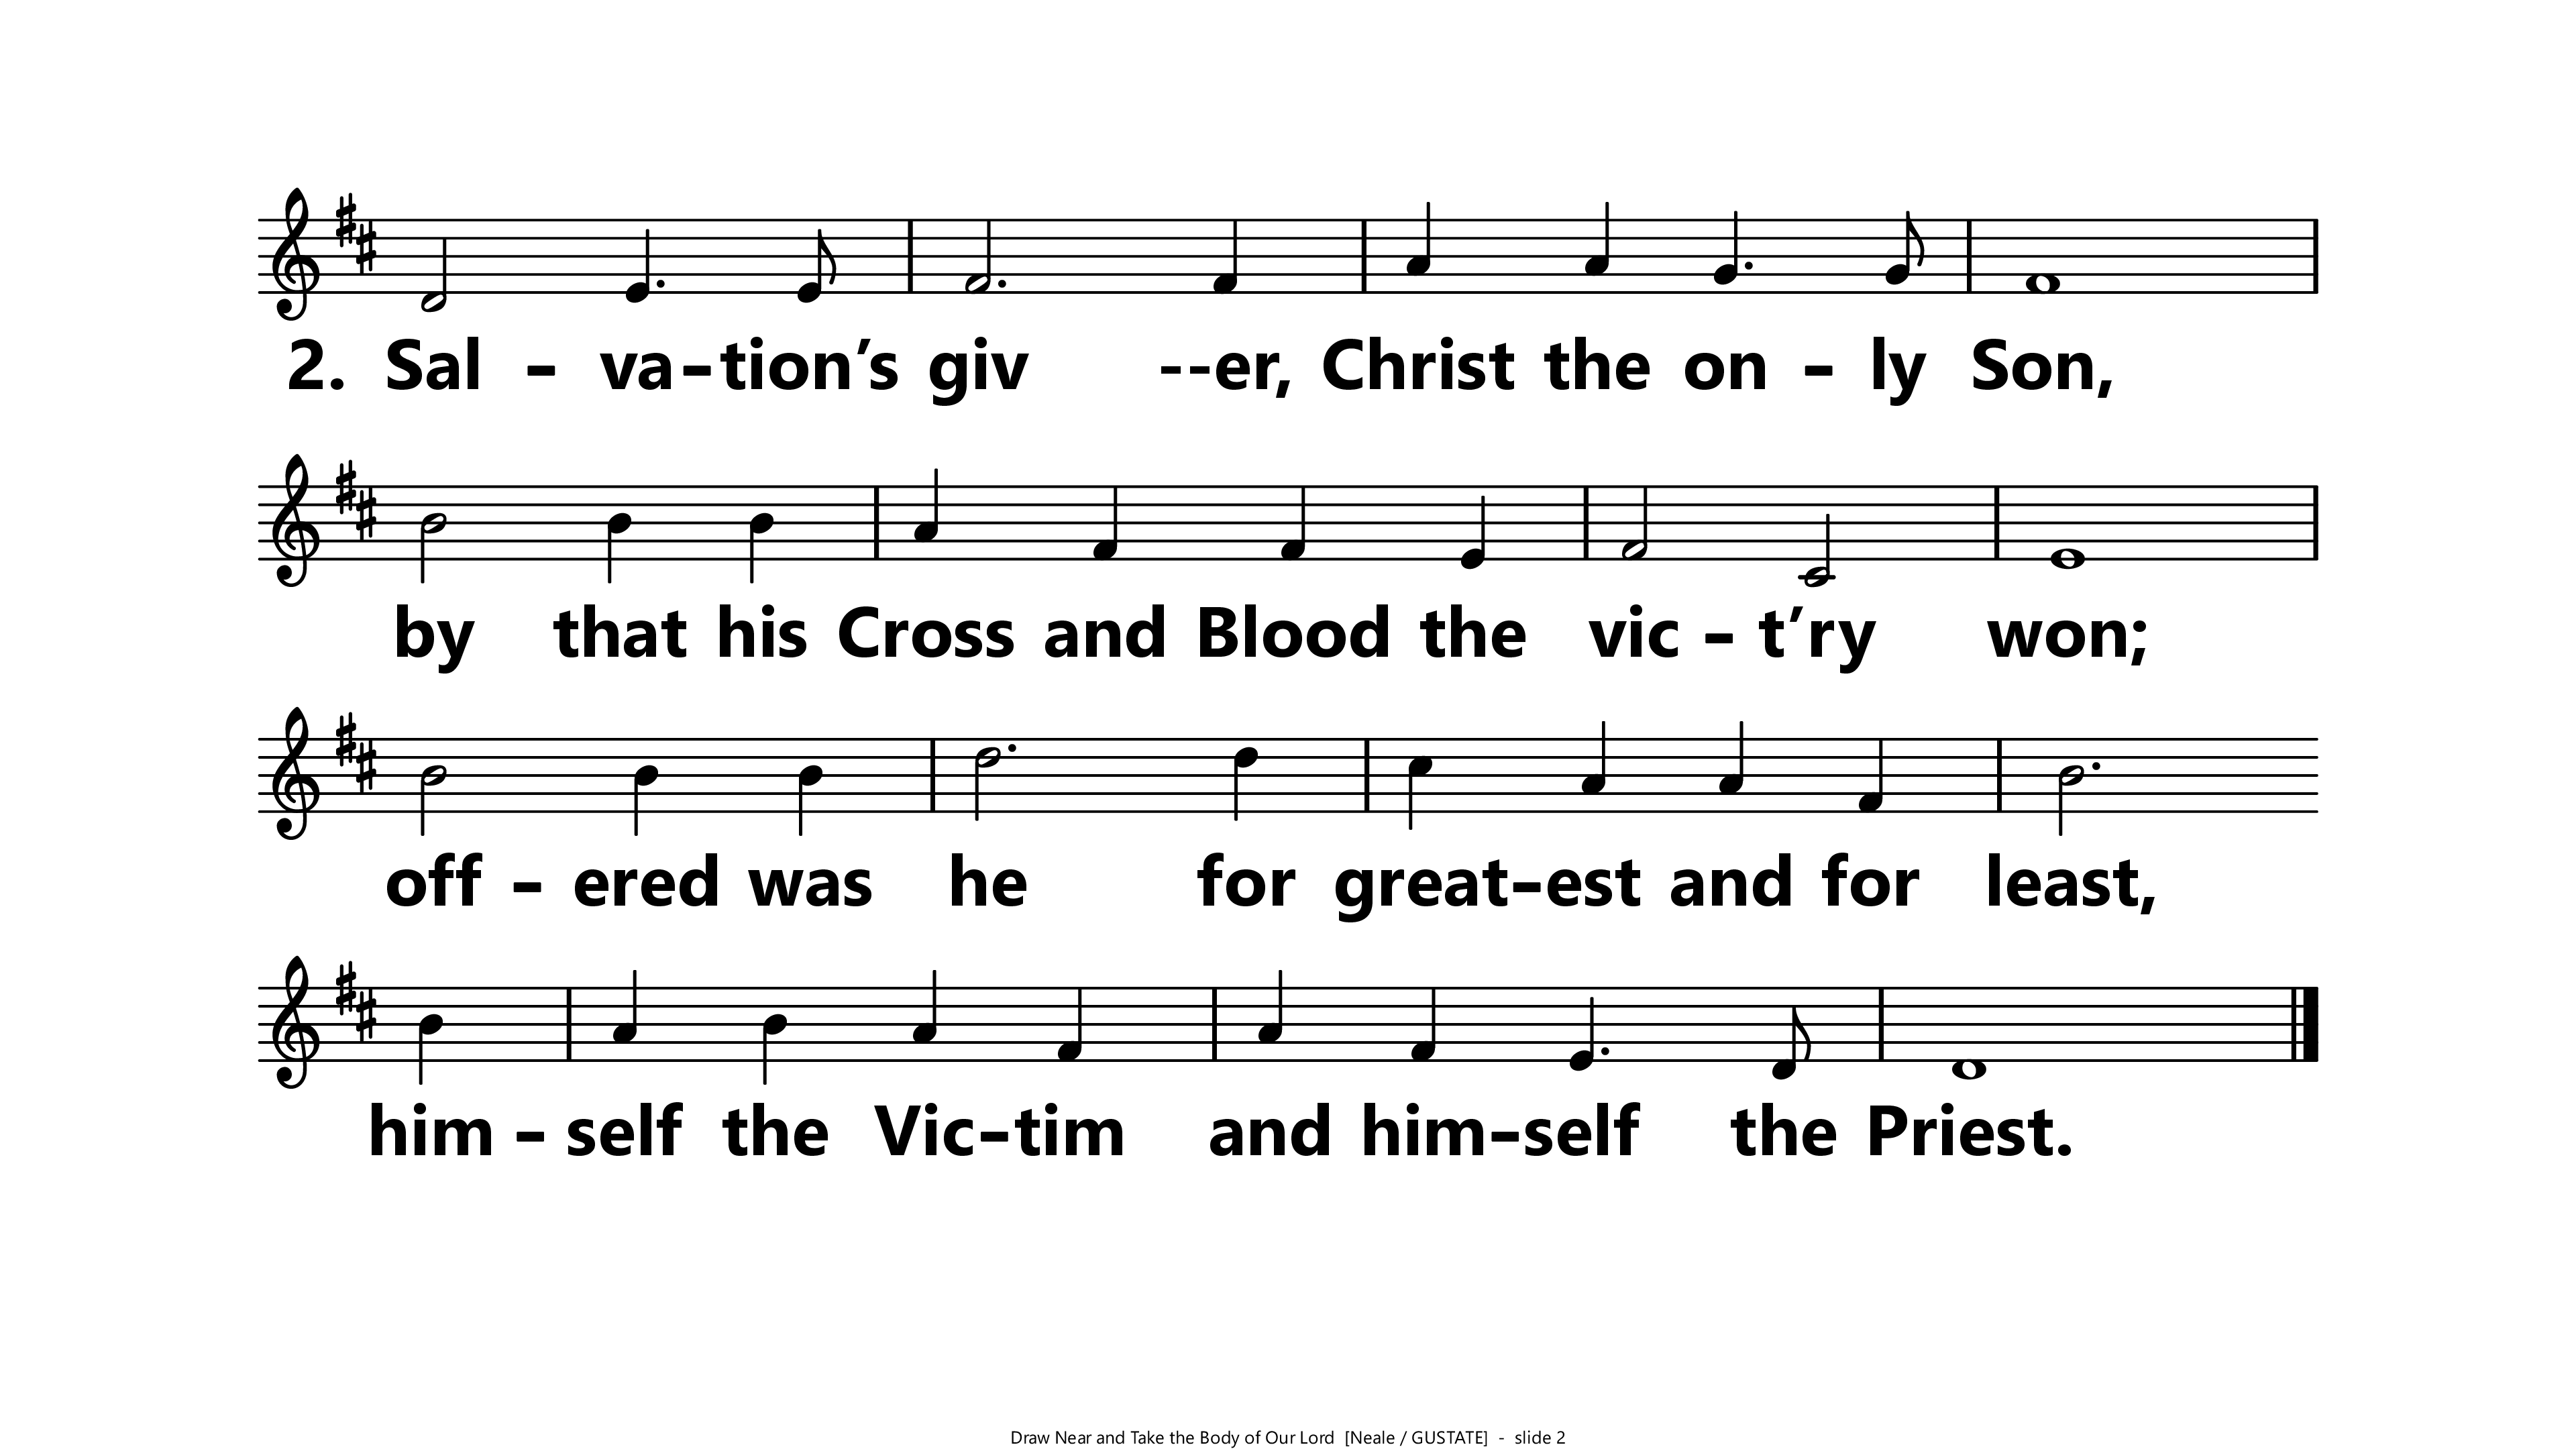 2. Sal - va-tion’s giv --er, Christ the on - ly Son,
by that his Cross and Blood the vic - t’ry won;
off - ered was he for great-est and for least,
him - self the Vic-tim and him-self the Priest.
Draw Near and Take the Body of Our Lord [Neale / GUSTATE] - slide 2